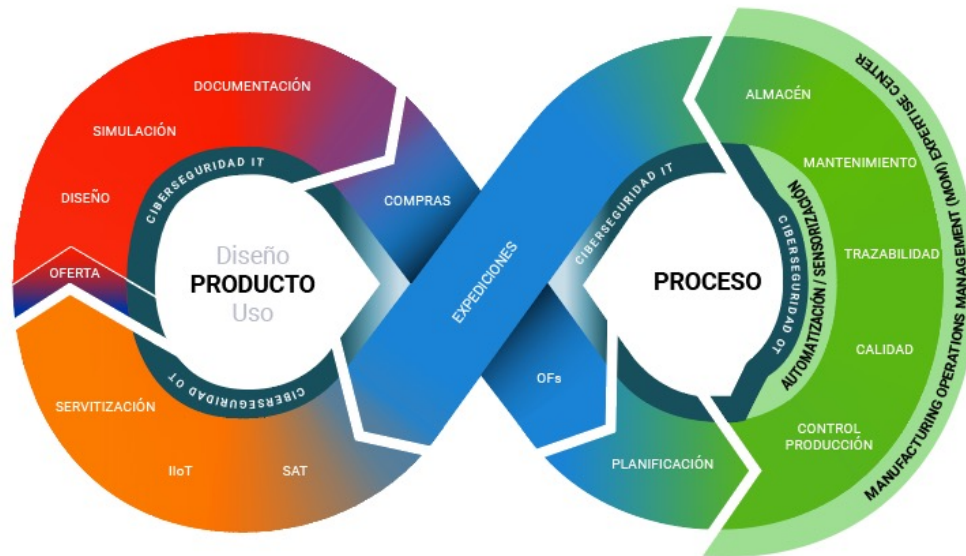 DOCUMENTACIÓN
SIMULACIÓN
DISEÑO
OFERTA
CIBERSEGURIDAD IT
Diseño
PRODUCTO
Uso
CIBERSEGURIDAD OT
SERVITIZACIÓN
IIoT
SAT
COMPRAS
EXPEDICIONES
OFs
PLANIFICACIÓN
CIBERSEGURIDAD IT
PROCESO
CIBERSEGURIDAD OT
AUTOMATIZACIÓN / SENSORIZACIÓN
ALMACÉN
MANTENIMIENTO
TRAZABILIDAD
CALIDAD
CONTROL
PRODUCCIÓN
MANUFACTURING OPERATIONS MANAGEMENT (MOM) EXPERTISE CENTER